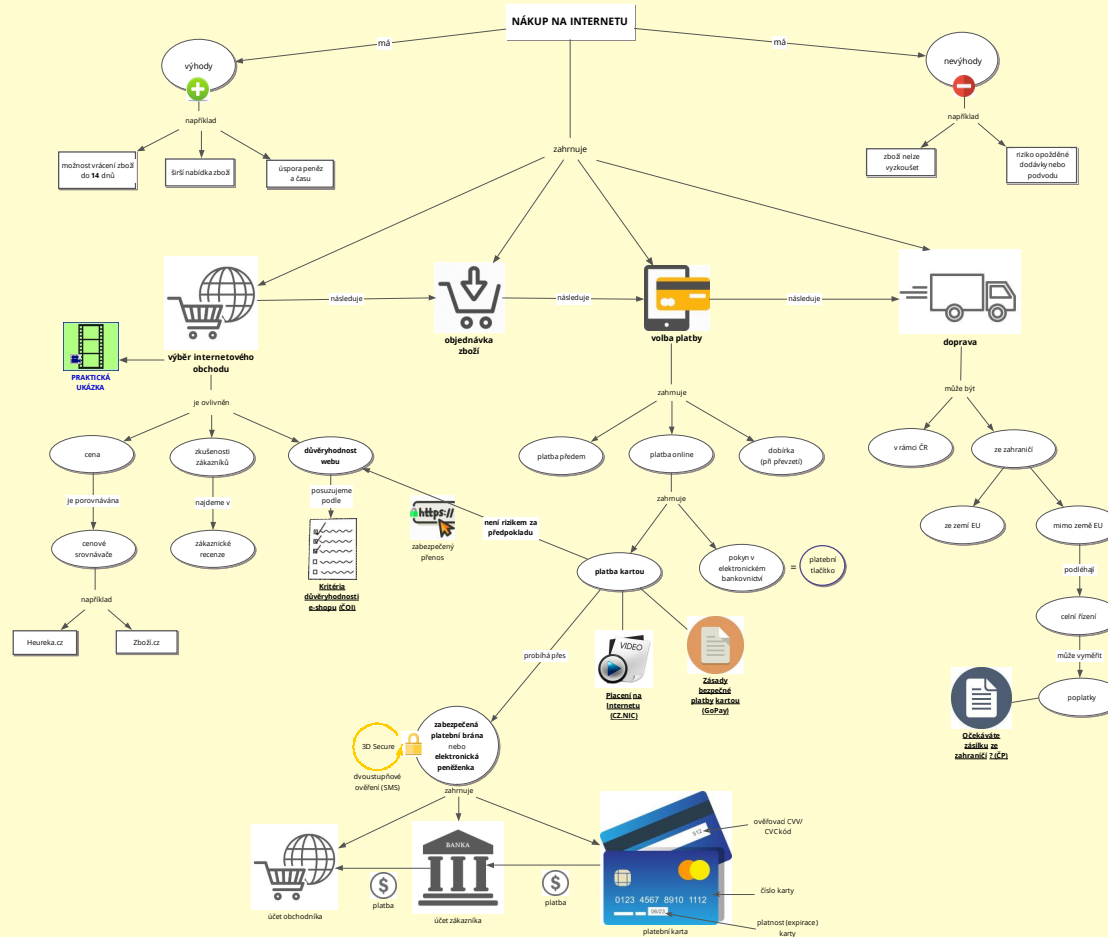 NÁKUP NA INTERNETU
má
má
výhody
nevýhody
například
například
možnost vrácení zboží
do 14 dnů
širší nabídka zboží
úspora peněz
a času
zahrnuje
zboží nelze
vyzkoušet
riziko opožděné
dodávky nebo
podvodu
následuje
následuje
následuje
výběr internetového
obchodu
objednávka
zboží
volba platby
doprava
PRAKTICKÁ
UKÁZKA
je ovlivněn
zahrnuje
může být
cena
zkušenosti
zákazníků
důvěryhodnost
webu
platba předem
platba online
dobírka
(při převzetí)
v rámci ČR
ze zahraničí
je porovnávána
najdeme v
posuzujeme
podle
zahrnuje
https://
zabezpečený
přenos
není rizikem za
předpokladu
ze zemí EU
mimo země EU
cenové
srovnávače
zákaznické
recenze
Kritéria
důvěryhodnosti
e-shopu (ČOI)
platba kartou
pokyn v
elektronickém
bankovnictví
=
platební
tlačítko
podléhají
například
celní řízení
Heureka.cz
Zboží.cz
probíhá přes
VIDEO
Placení na
Internetu
(CZ.NIC)
Zásady
bezpečné
platby kartou
(GoPay)
může vyměřit
poplatky
Očekáváte
zásilku ze
zahraničí ? (ČP)
3D Secure
dvoustupňové
ověření (SMS)
zabezpečená
platební brána
nebo
elektronická
peněženka
zahrnuje
BANKA
512
ověřovací CVV/
CVC kód
číslo karty
0123 4567 8910 1112
06/23
platnost (expirace)
karty
$
platba
$
platba
účet obchodníka
účet zákazníka
platební karta